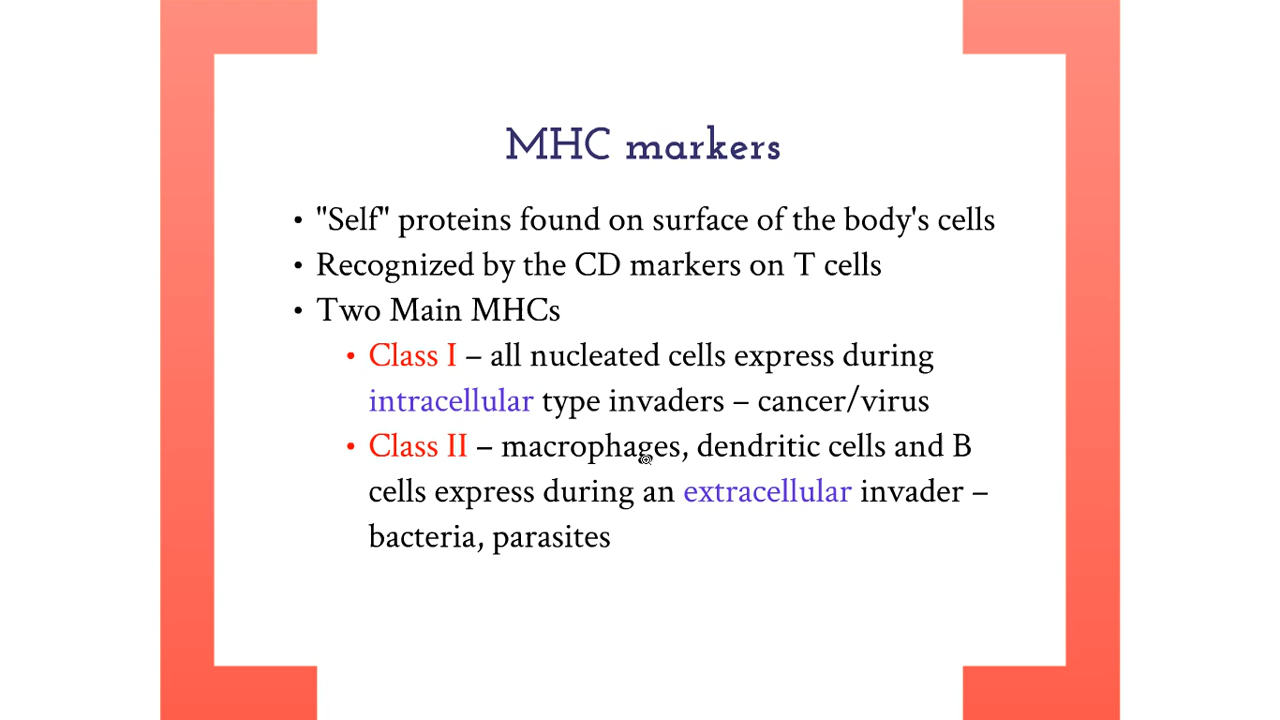 MHC markers
• "Self" proteins found on surface of the body's cells
• Recognized by the CD markers on T cells
• Two Main MHCs
• Class I – all nucleated cells express during
intracellular type invaders – cancer/virus
• Class II – macrophages, dendritic cells and B
cells express during an extracellular invader –
bacteria, parasites